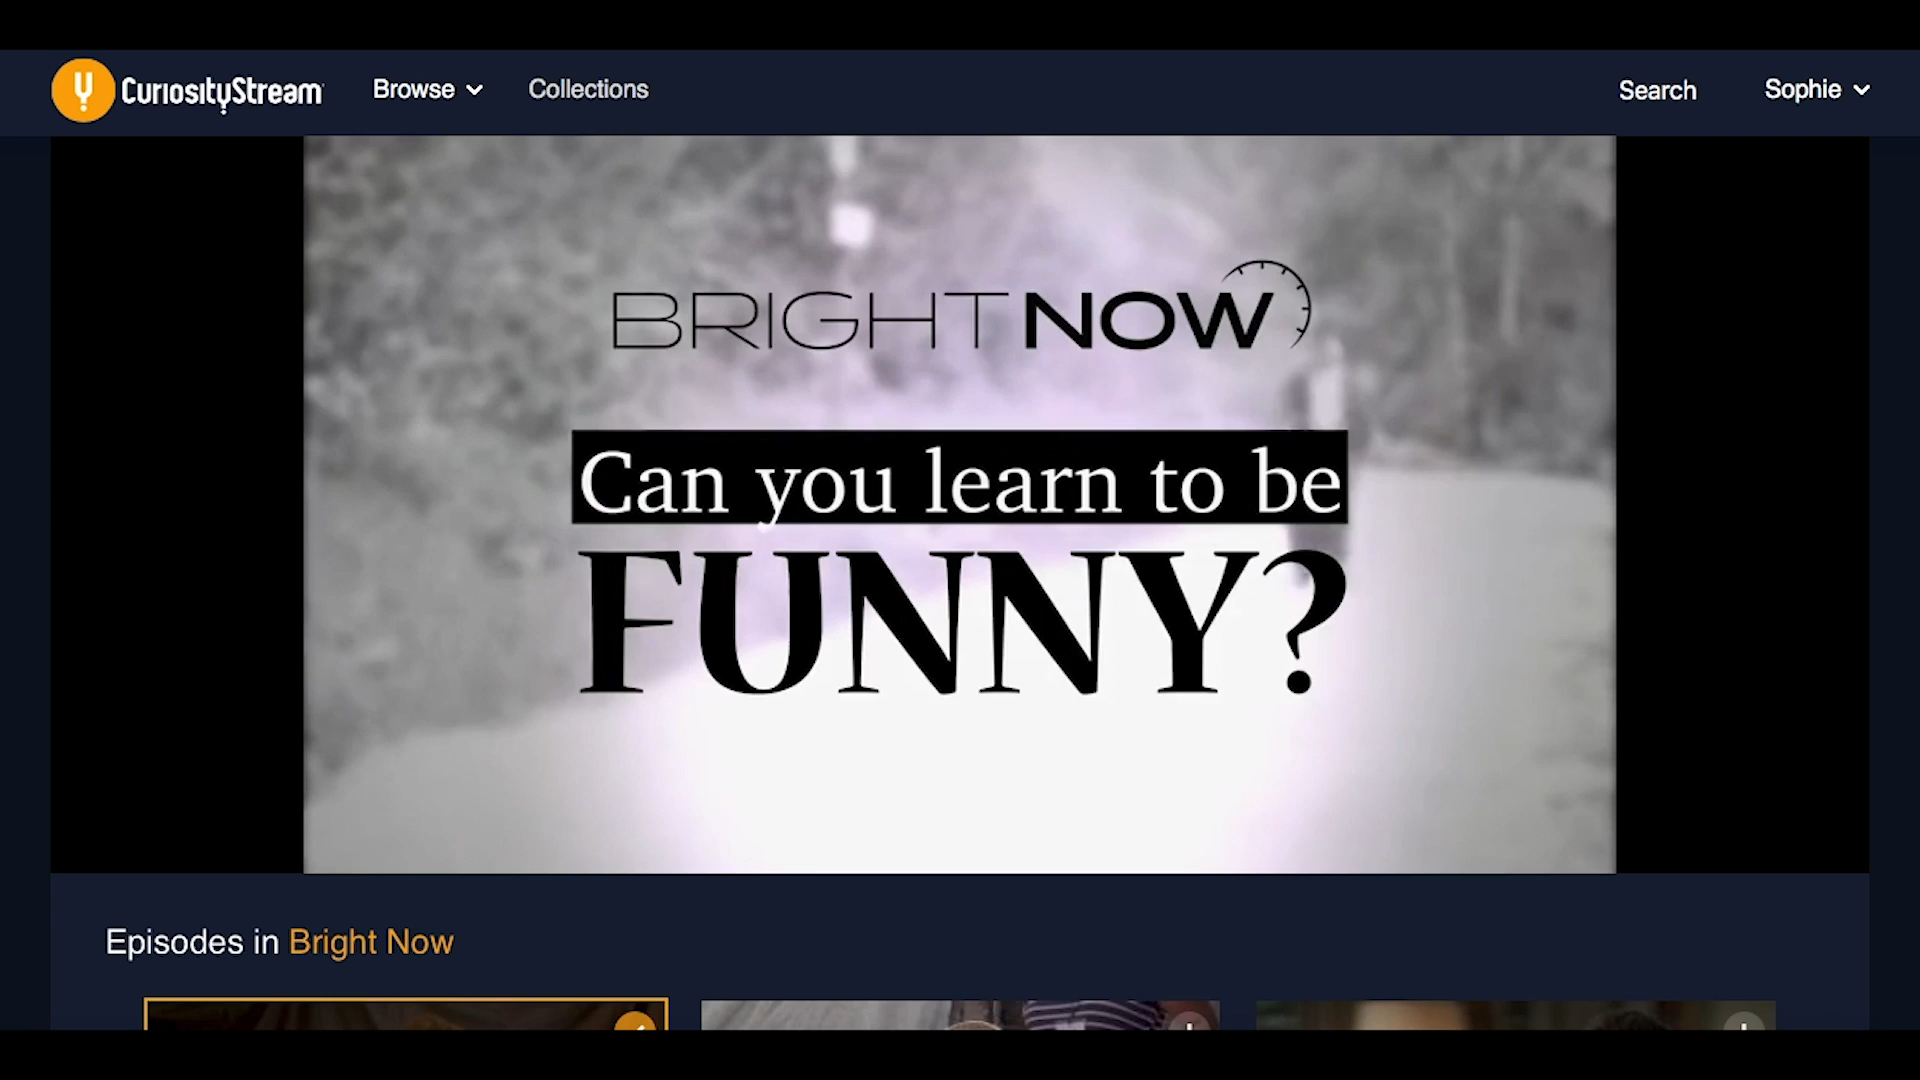 CuriosityStream
Browse
Collections
Search
Sophie
BRIGHT NOW
Can you learn to be
FUNNY?
Episodes in Bright Now